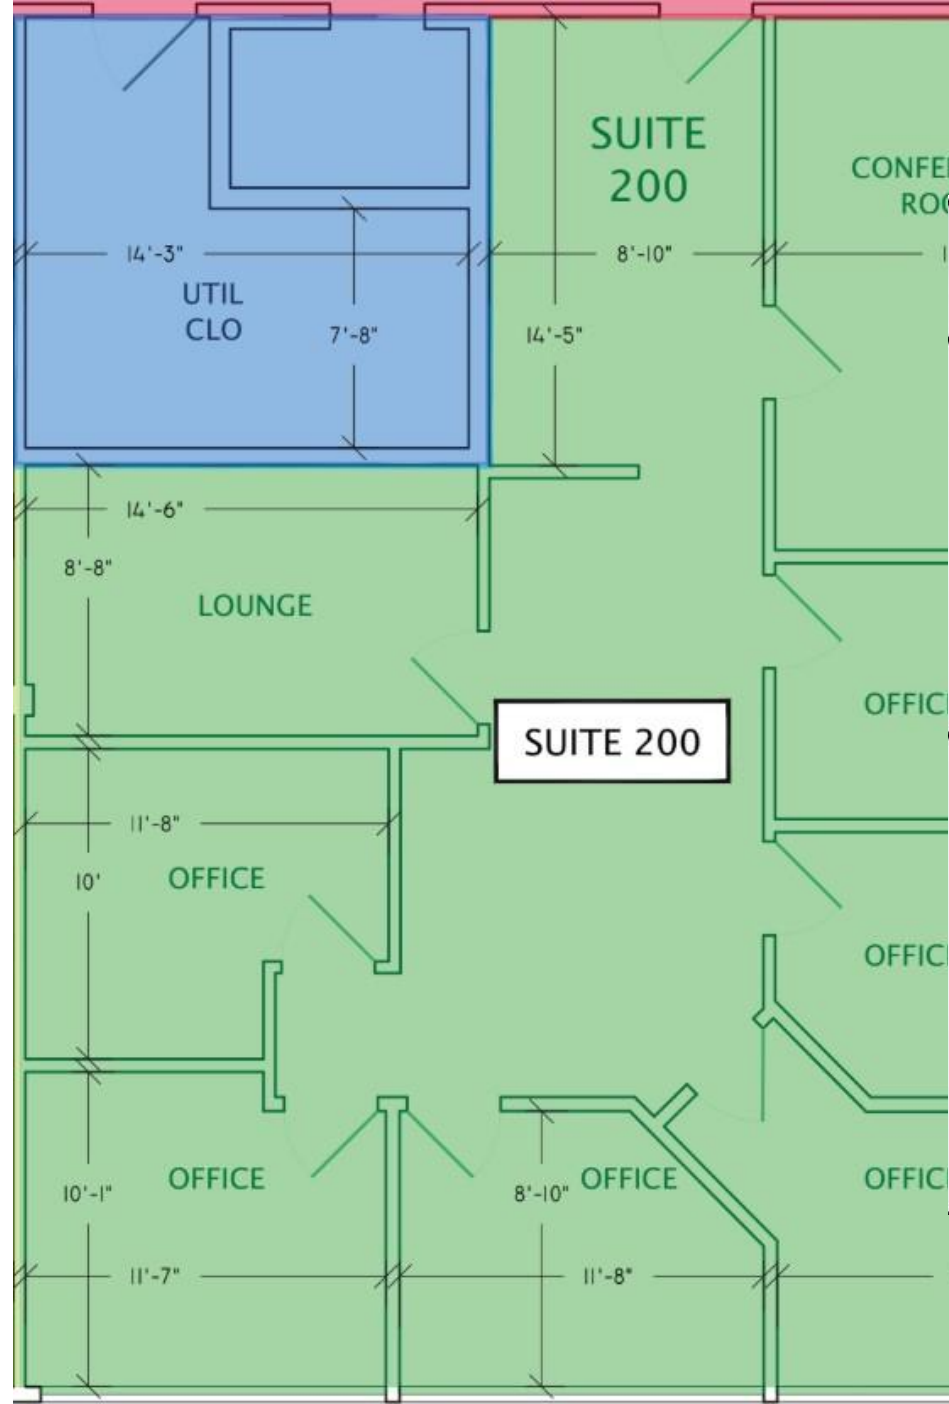 SUITE
200
CONFE
ROO
14'-3"
8'-10"
UTIL
CLO
7'-8"
14'-5"
14'-6"
8'-8"
LOUNGE
OFFIC
SUITE 200
11'-8"
10'
OFFICE
OFFIC
10'-1"
OFFICE
8'-10"
OFFICE
OFFIC
11'-7"
11'-8"